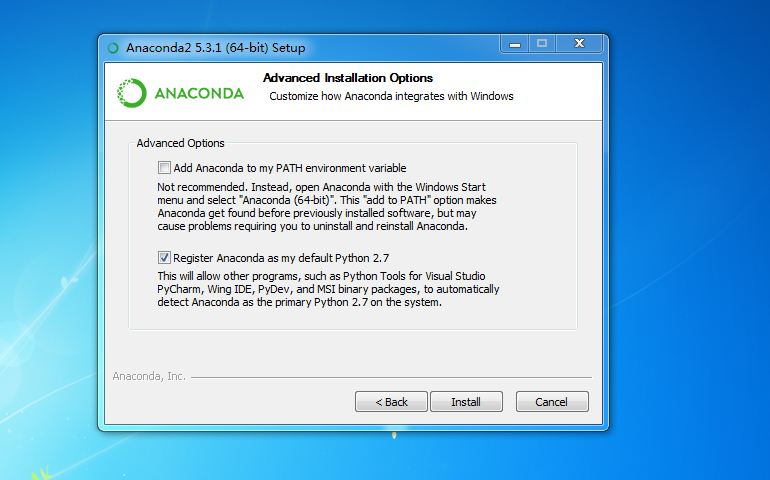 Anaconda2 5.3.1 (64-bit) Setup
ANACONDA
Advanced Installation Options
Customize how Anaconda integrates with Windows
Advanced Options
Add Anaconda to my PATH environment variable
Not recommended. Instead, open Anaconda with the Windows Start
menu and select "Anaconda (64-bit)". This "add to PATH" option makes
Anaconda get found before previously installed software, but may
cause problems requiring you to uninstall and reinstall Anaconda.
Register Anaconda as my default Python 2.7
This will allow other programs, such as Python Tools for Visual Studio
PyCharm, Wing IDE, PyDev, and MSI binary packages, to automatically
detect Anaconda as the primary Python 2.7 on the system.
Anaconda, Inc.
< Back
Install
Cancel